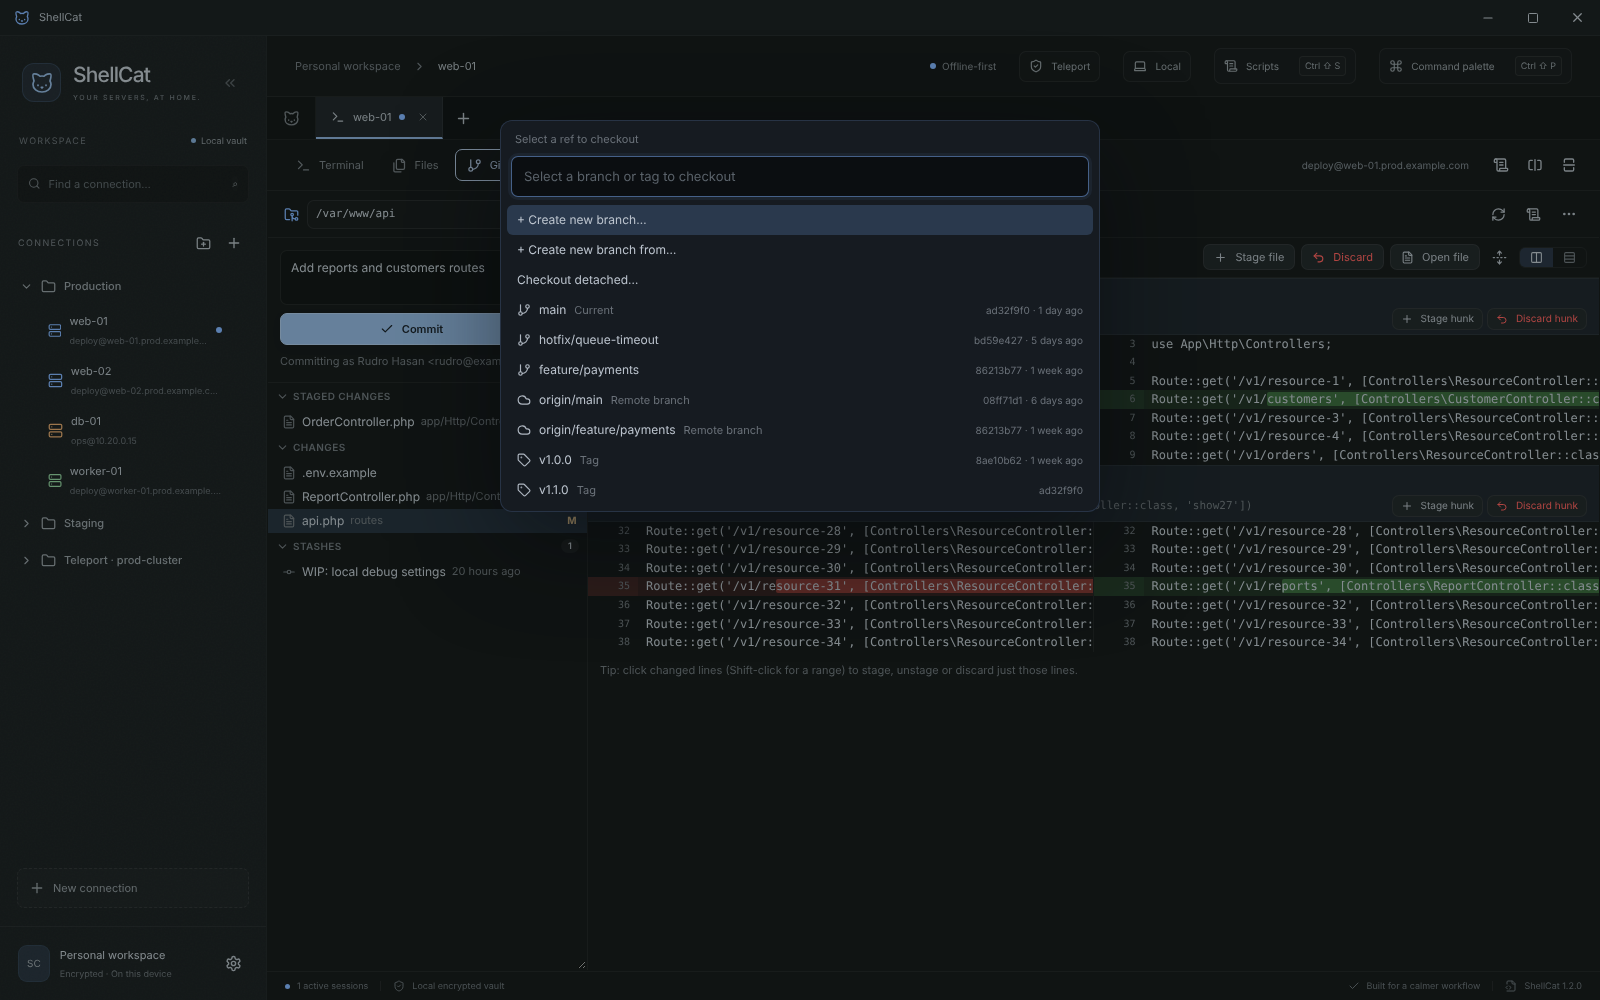 ShellCat
ShellCat
YOUR SERVERS, AT HOME.
WORKSPACE
Local vault
Find a connection...
CONNECTIONS
Production
web-01
deploy@web-01.prod.example...
web-02
deploy@web-02.prod.example.c...
db-01
ops@10.20.0.15
worker-01
deploy@worker-01.prod.example....
Staging
Teleport · prod-cluster
New connection
SC
Personal workspace
Encrypted · On this device
Personal workspace > web-01
Offline-first
Teleport
Local
Scripts Ctrl ⇧ S
Command palette Ctrl ⇧ P
web-01
Terminal
Files
Gi
deploy@web-01.prod.example.com
/var/www/api
Add reports and customers routes
Commit
Committing as Rudro Hasan <rudro@exam
STAGED CHANGES
OrderController.php app/Http/Contr
CHANGES
.env.example
ReportController.php app/Http/Cont
api.php routes M
STASHES 1
WIP: local debug settings 20 hours ago
Select a ref to checkout
Select a branch or tag to checkout
+ Create new branch...
+ Create new branch from...
Checkout detached...
main Current ad32f9f0 · 1 day ago
hotfix/queue-timeout bd59e427 · 5 days ago
feature/payments 86213b77 · 1 week ago
origin/main Remote branch 08ff71d1 · 6 days ago
origin/feature/payments Remote branch 86213b77 · 1 week ago
v1.0.0 Tag 8ae10b62 · 1 week ago
v1.1.0 Tag ad32f9f0
Stage file
Discard
Open file
Stage hunk
Discard hunk
3 use App\Http\Controllers;
4
5 Route::get('/v1/resource-1', [Controllers\ResourceController::
6 Route::get('/v1/customers', [Controllers\CustomerController::c
7 Route::get('/v1/resource-3', [Controllers\ResourceController::
8 Route::get('/v1/resource-4', [Controllers\ResourceController::
9 Route::get('/v1/orders', [Controllers\ResourceController::clas
ller::class, 'show27'])
Stage hunk
Discard hunk
32 Route::get('/v1/resource-28', [Controllers\ResourceController:
33 Route::get('/v1/resource-29', [Controllers\ResourceController:
34 Route::get('/v1/resource-30', [Controllers\ResourceController:
35 Route::get('/v1/resource-31', [Controllers\ResourceController:
36 Route::get('/v1/resource-32', [Controllers\ResourceController:
37 Route::get('/v1/resource-33', [Controllers\ResourceController:
38 Route::get('/v1/resource-34', [Controllers\ResourceController:
32 Route::get('/v1/resource-28', [Controllers\ResourceController:
33 Route::get('/v1/resource-29', [Controllers\ResourceController:
34 Route::get('/v1/resource-30', [Controllers\ResourceController:
35 Route::get('/v1/reports', [Controllers\ReportController::class
36 Route::get('/v1/resource-32', [Controllers\ResourceController:
37 Route::get('/v1/resource-33', [Controllers\ResourceController:
38 Route::get('/v1/resource-34', [Controllers\ResourceController:
Tip: click changed lines (Shift-click for a range) to stage, unstage or discard just those lines.
1 active sessions
Local encrypted vault
Built for a calmer workflow
ShellCat 1.2.0